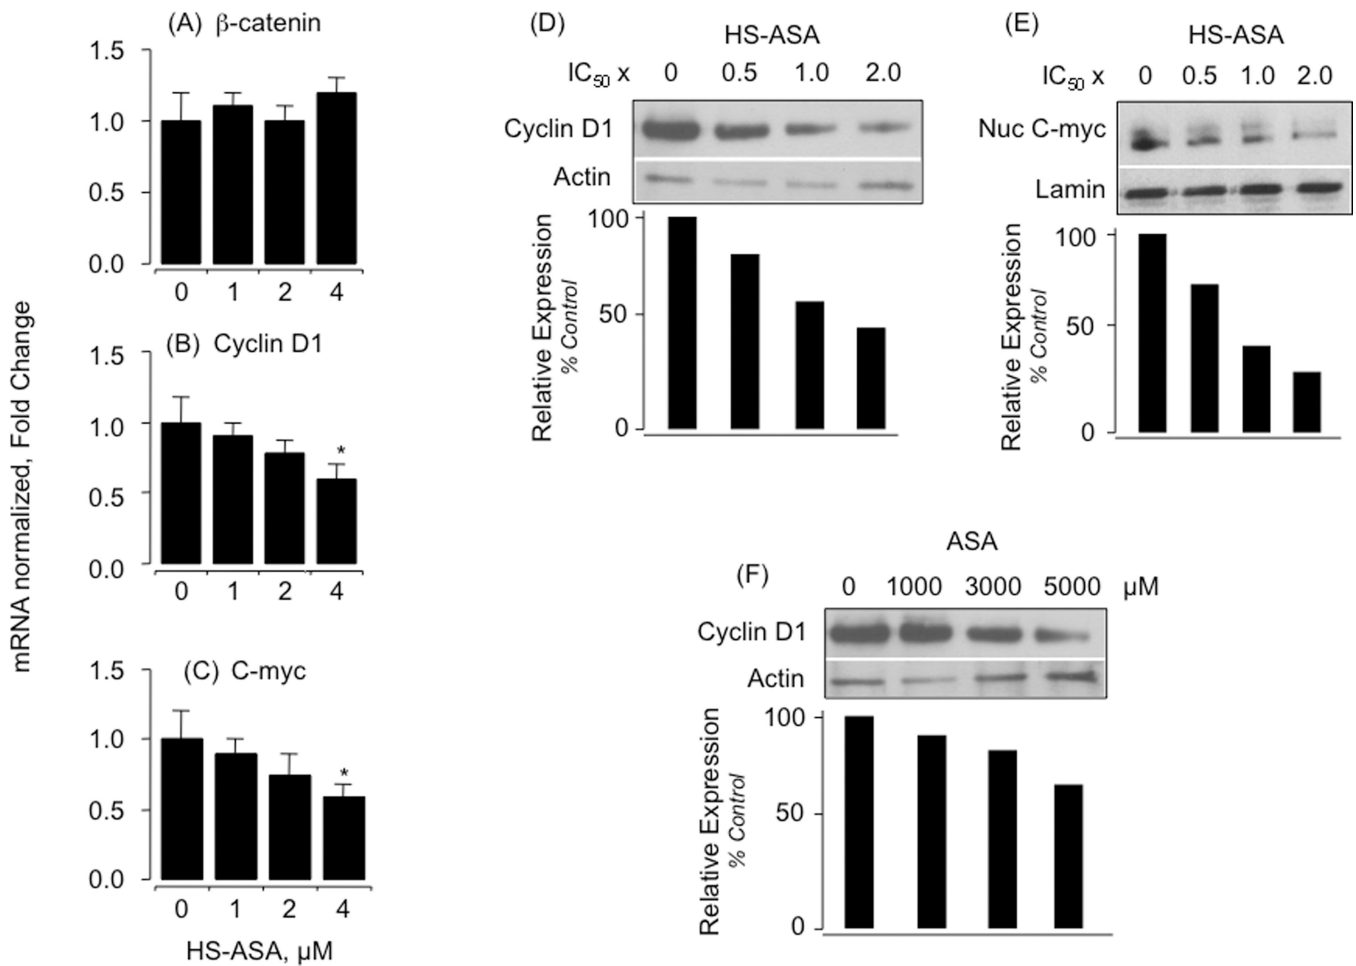 (A) β-catenin
1.5
1.0
0.5
0.0
0 1 2 4
(B) Cyclin D1
1.5
1.0
*
0.5
0.0
0 1 2 4
(C) C-myc
1.5
1.0
*
0.5
0.0
0 1 2 4
HS-ASA, µM
mRNA normalized, Fold Change
(D)
HS-ASA
IC50 x 0 0.5 1.0 2.0
Cyclin D1
Actin
100
50
0
Relative Expression
% Control
(E)
HS-ASA
IC50 x 0 0.5 1.0 2.0
Nuc C-myc
Lamin
100
50
0
Relative Expression
% Control
ASA
(F)
0 1000 3000 5000 µM
Cyclin D1
Actin
100
50
0
Relative Expression
% Control